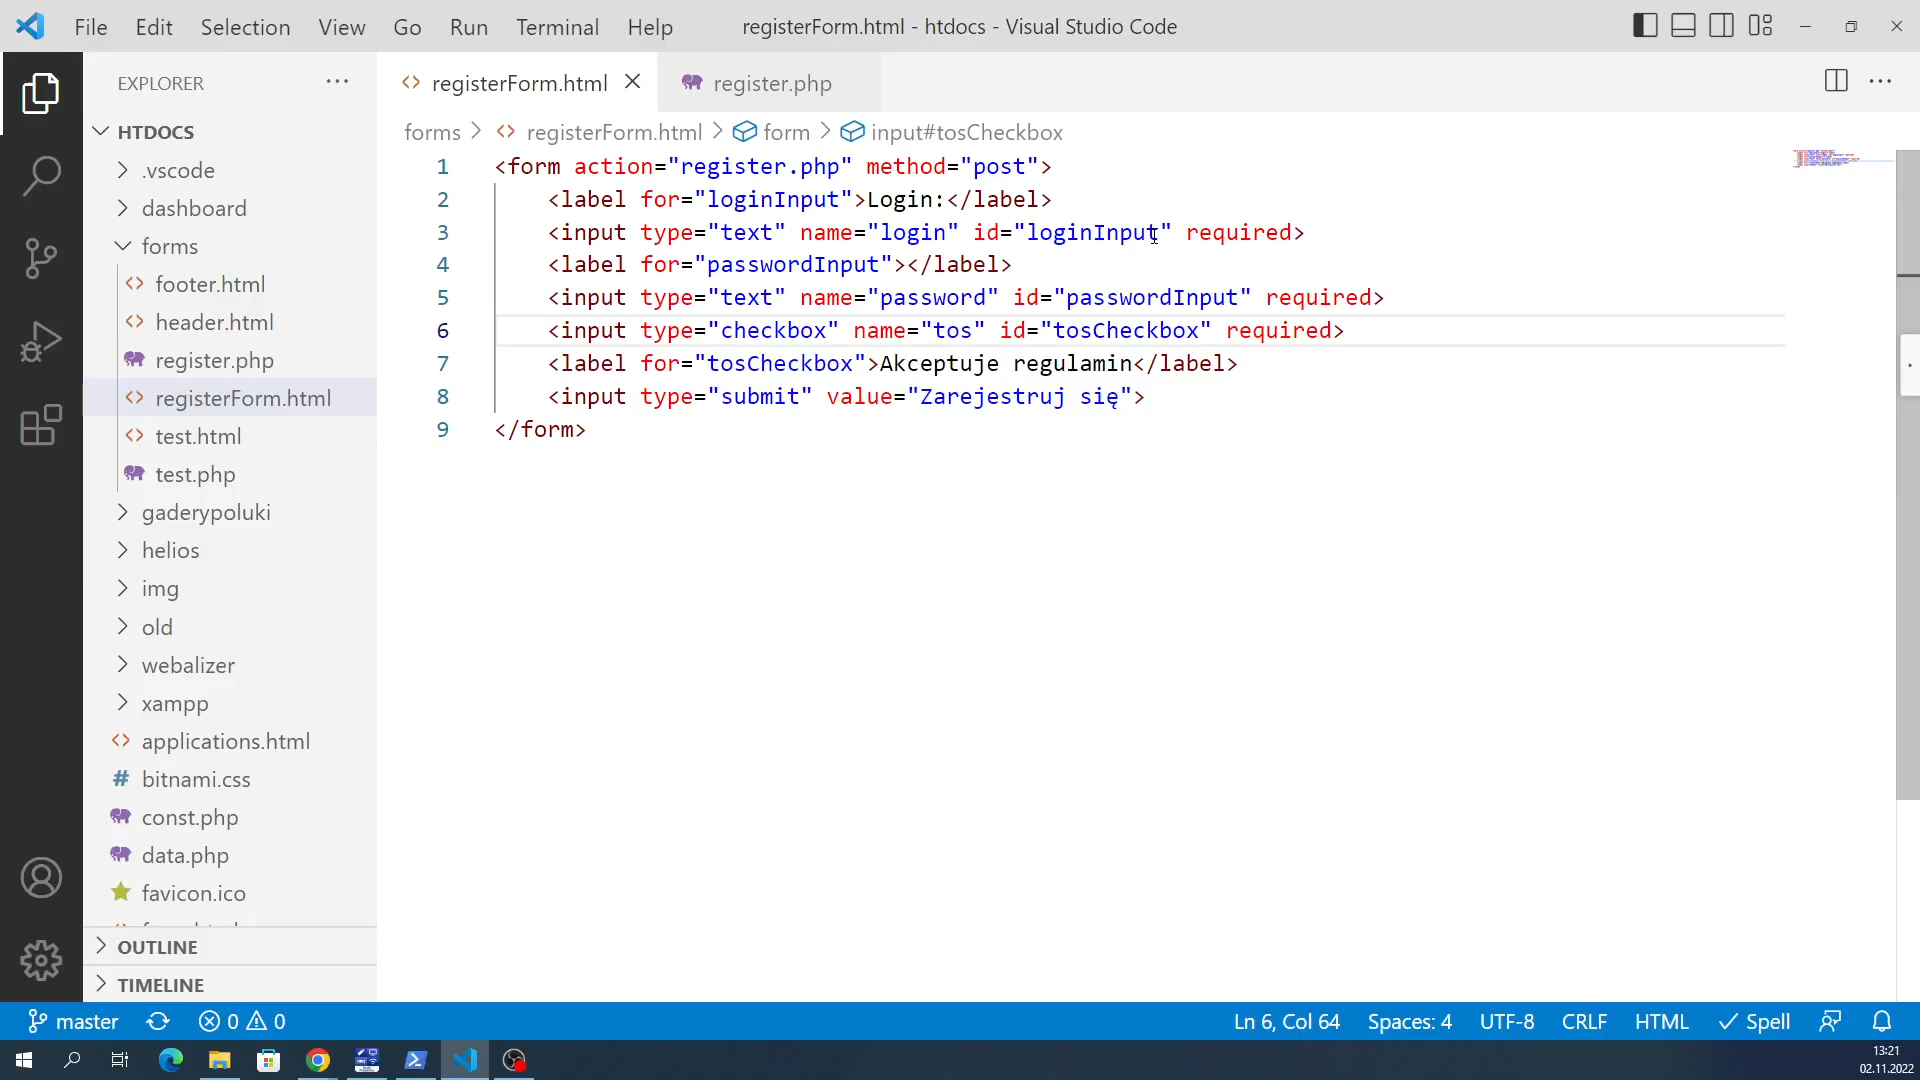 File Edit Selection View Go Run Terminal Help
registerForm.html - htdocs - Visual Studio Code
EXPLORER
HTDOCS
.vscode
dashboard
forms
footer.html
header.html
register.php
registerForm.html
test.html
test.php
gaderypoluki
helios
img
old
webalizer
xampp
applications.html
bitnami.css
const.php
data.php
favicon.ico
OUTLINE
TIMELINE
registerForm.html
register.php
forms > registerForm.html > form > input#tosCheckbox
1 <form action="register.php" method="post">
2 <label for="loginInput">Login:</label>
3 <input type="text" name="login" id="loginInput" required>
4 <label for="passwordInput"></label>
5 <input type="text" name="password" id="passwordInput" required>
6 <input type="checkbox" name="tos" id="tosCheckbox" required>
7 <label for="tosCheckbox">Akceptuje regulamin</label>
8 <input type="submit" value="Zarejestruj się">
9 </form>
master 0 0 Ln 6, Col 64 Spaces: 4 UTF-8 CRLF HTML Spell
13:21
02.11.2022